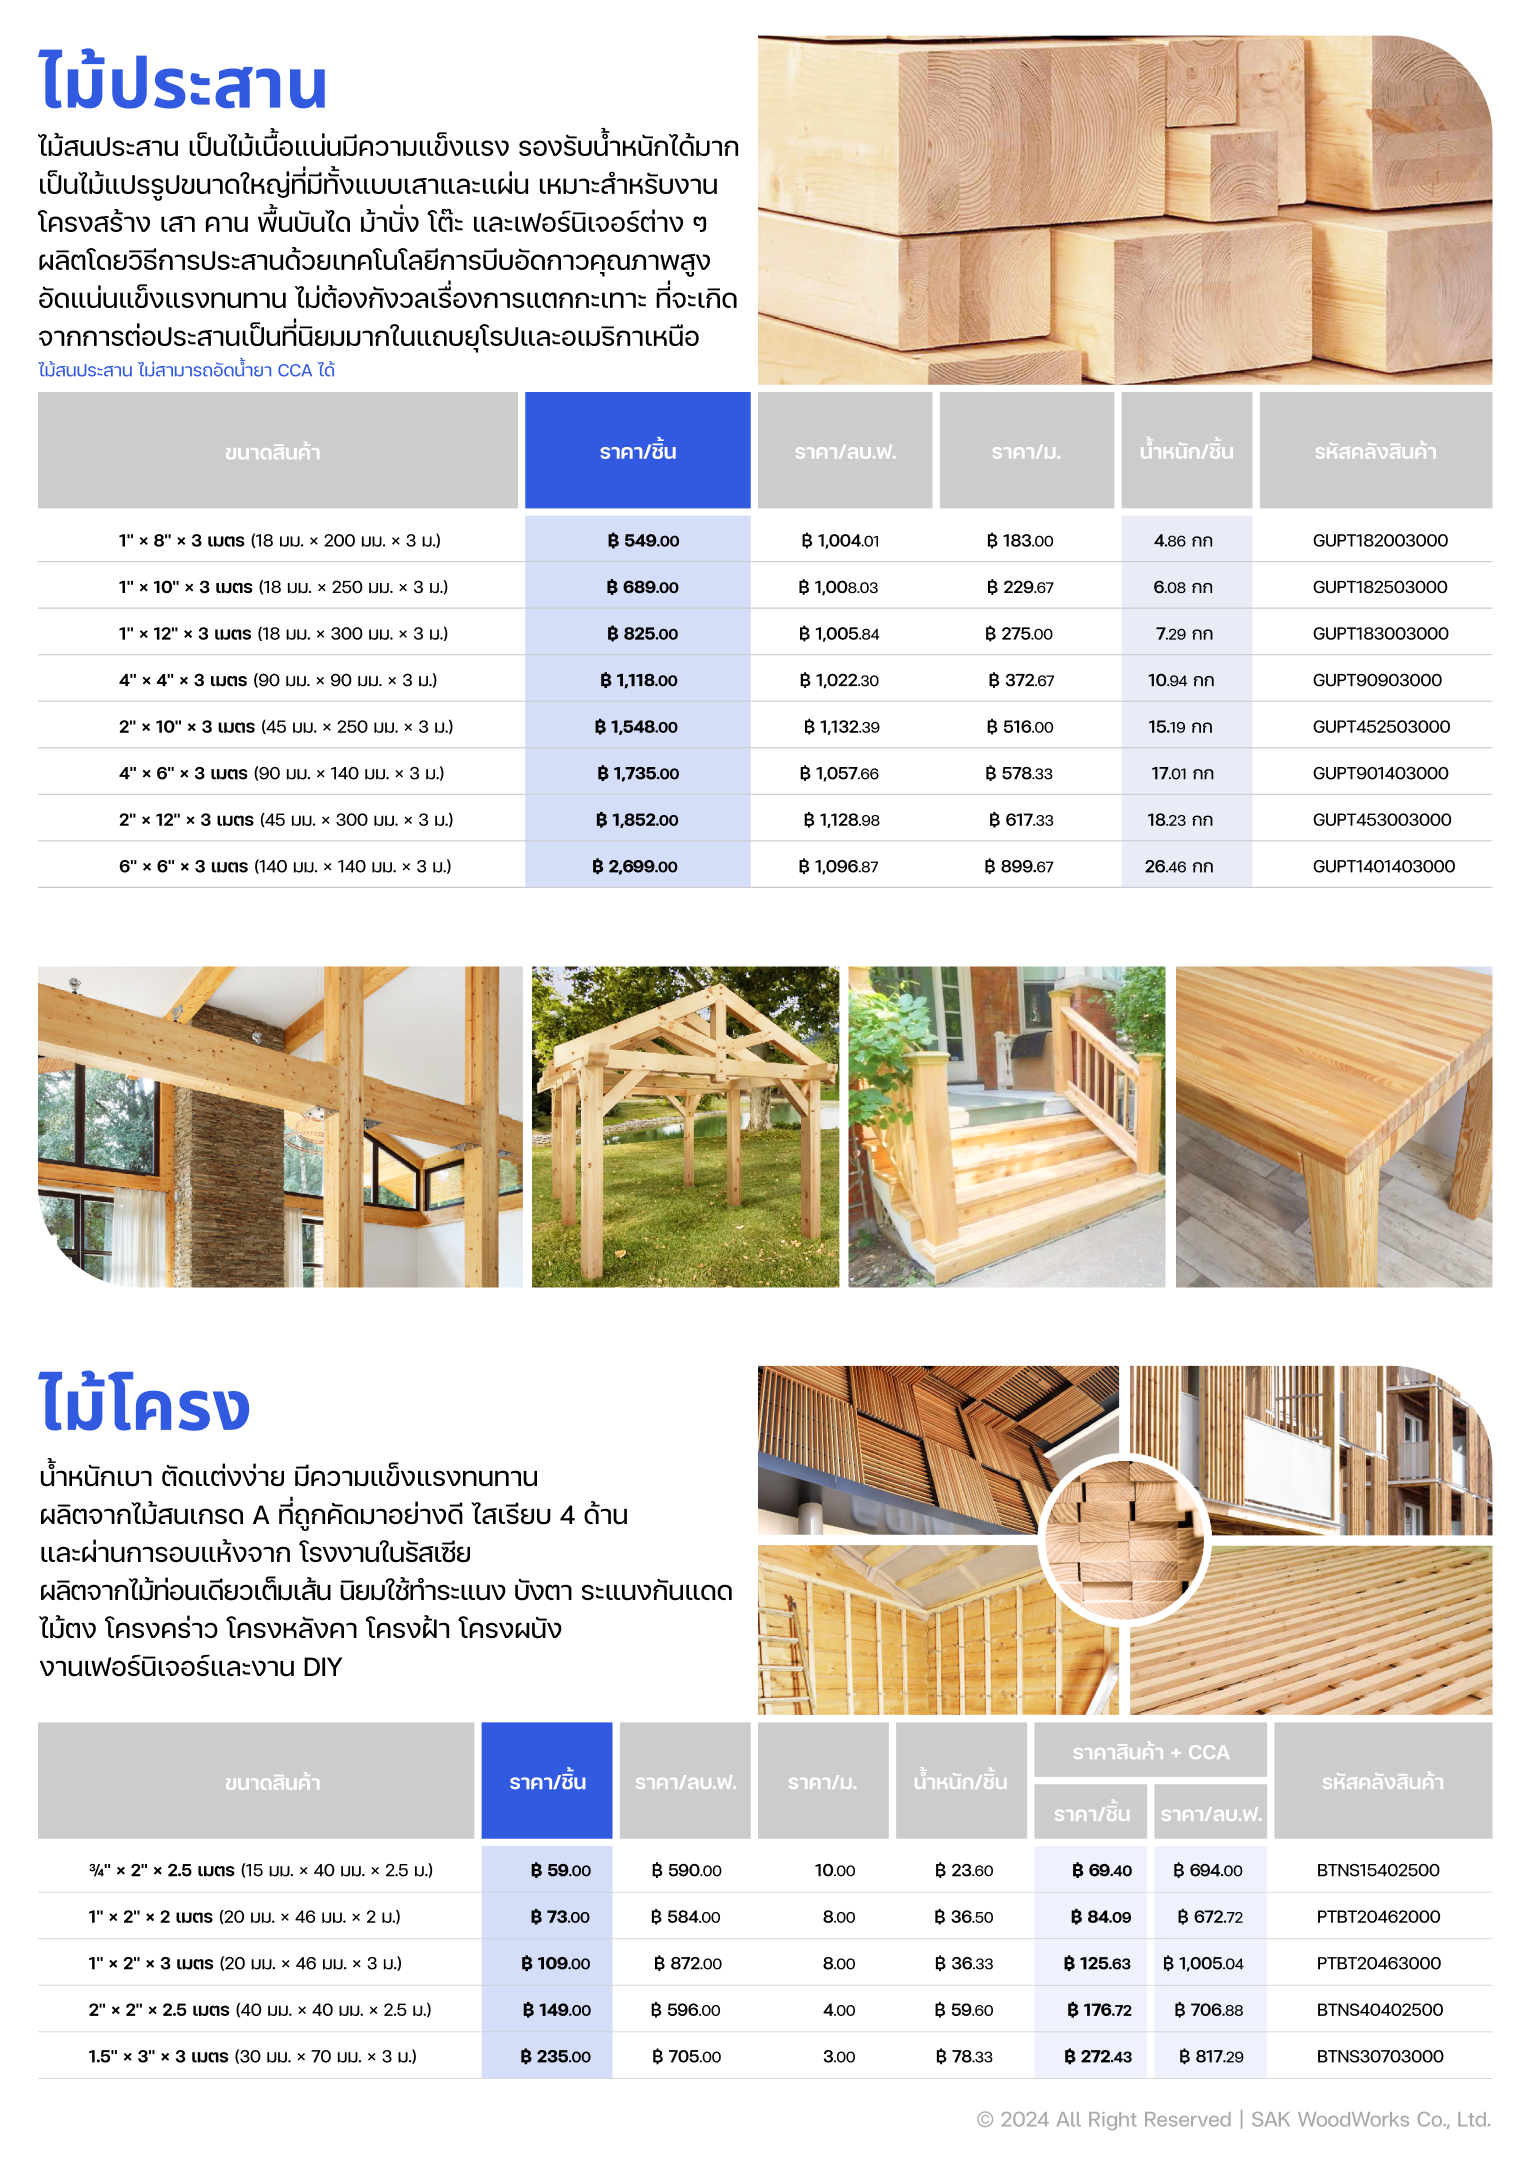 ไม้ประสาน
ไม้สนประสาน เป็นไม้เนื้อแน่นมีความแข็งแรง รองรับน้ำหนักได้มาก
เป็นไม้แปรรูปขนาดใหญ่ที่มีทั้งแบบเสาและแผ่น เหมาะสำหรับงาน
โครงสร้าง เสา คาน พื้นบันได ม้านั่ง โต๊ะ และเฟอร์นิเจอร์ต่าง ๆ
ผลิตโดยวิธีการประสานด้วยเทคโนโลยีการบีบอัดกาวคุณภาพสูง
อัดแน่นแข็งแรงทนทาน ไม่ต้องกังวลเรื่องการแตกกะเทาะ ที่จะเกิด
จากการต่อประสานเป็นที่นิยมมากในแถบยุโรปและอเมริกาเหนือ
ไม้สนประสาน ไม่สามารถอัดน้ำยา CCA ได้
ขนาดสินค้า ราคา/ชิ้น ราคา/ลบ.ฟ. ราคา/ม. น้ำหนัก/ชิ้น รหัสคลังสินค้า
1" × 8" × 3 เมตร (18 มม. × 200 มม. × 3 ม.) ฿ 549.00 ฿ 1,004.01 ฿ 183.00 4.86 กก GUPT182003000
1" × 10" × 3 เมตร (18 มม. × 250 มม. × 3 ม.) ฿ 689.00 ฿ 1,008.03 ฿ 229.67 6.08 กก GUPT182503000
1" × 12" × 3 เมตร (18 มม. × 300 มม. × 3 ม.) ฿ 825.00 ฿ 1,005.84 ฿ 275.00 7.29 กก GUPT183003000
4" × 4" × 3 เมตร (90 มม. × 90 มม. × 3 ม.) ฿ 1,118.00 ฿ 1,022.30 ฿ 372.67 10.94 กก GUPT90903000
2" × 10" × 3 เมตร (45 มม. × 250 มม. × 3 ม.) ฿ 1,548.00 ฿ 1,132.39 ฿ 516.00 15.19 กก GUPT452503000
4" × 6" × 3 เมตร (90 มม. × 140 มม. × 3 ม.) ฿ 1,735.00 ฿ 1,057.66 ฿ 578.33 17.01 กก GUPT901403000
2" × 12" × 3 เมตร (45 มม. × 300 มม. × 3 ม.) ฿ 1,852.00 ฿ 1,128.98 ฿ 617.33 18.23 กก GUPT453003000
6" × 6" × 3 เมตร (140 มม. × 140 มม. × 3 ม.) ฿ 2,699.00 ฿ 1,096.87 ฿ 899.67 26.46 กก GUPT1401403000
ไม้โครง
น้ำหนักเบา ตัดแต่งง่าย มีความแข็งแรงทนทาน
ผลิตจากไม้สนเกรด A ที่ถูกคัดมาอย่างดี ไสเรียบ 4 ด้าน
และผ่านการอบแห้งจาก โรงงานในรัสเซีย
ผลิตจากไม้ท่อนเดียวเต็มเส้น นิยมใช้ทำระแนง บังตา ระแนงกันแดด
ไม้ตง โครงคร่าว โครงหลังคา โครงฝ้า โครงผนัง
งานเฟอร์นิเจอร์และงาน DIY
ขนาดสินค้า ราคา/ชิ้น ราคา/ลบ.ฟ. ราคา/ม. น้ำหนัก/ชิ้น ราคาสินค้า + CCA รหัสคลังสินค้า
ราคา/ชิ้น ราคา/ลบ.ฟ.
¾" × 2" × 2.5 เมตร (15 มม. × 40 มม. × 2.5 ม.) ฿ 59.00 ฿ 590.00 10.00 ฿ 23.60 ฿ 69.40 ฿ 694.00 BTNS15402500
1" × 2" × 2 เมตร (20 มม. × 46 มม. × 2 ม.) ฿ 73.00 ฿ 584.00 8.00 ฿ 36.50 ฿ 84.09 ฿ 672.72 PTBT20462000
1" × 2" × 3 เมตร (20 มม. × 46 มม. × 3 ม.) ฿ 109.00 ฿ 872.00 8.00 ฿ 36.33 ฿ 125.63 ฿ 1,005.04 PTBT20463000
2" × 2" × 2.5 เมตร (40 มม. × 40 มม. × 2.5 ม.) ฿ 149.00 ฿ 596.00 4.00 ฿ 59.60 ฿ 176.72 ฿ 706.88 BTNS40402500
1.5" × 3" × 3 เมตร (30 มม. × 70 มม. × 3 ม.) ฿ 235.00 ฿ 705.00 3.00 ฿ 78.33 ฿ 272.43 ฿ 817.29 BTNS30703000
© 2024 All Right Reserved | SAK WoodWorks Co., Ltd.